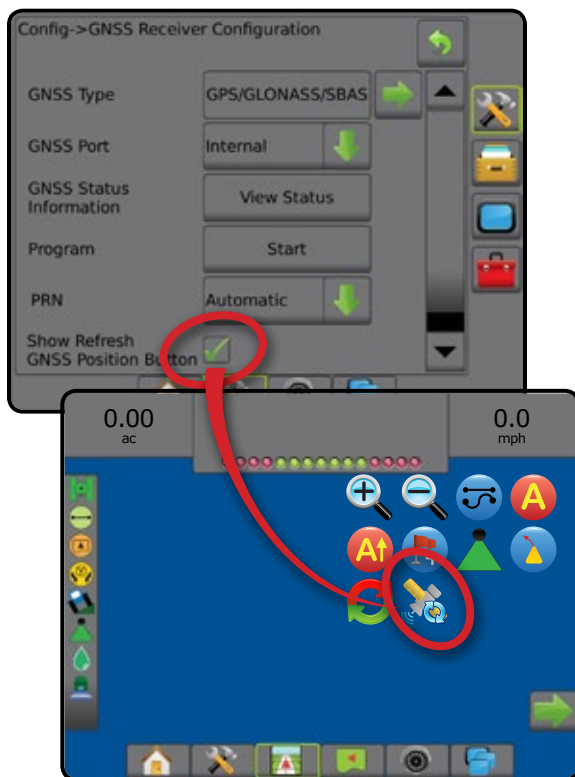 Config->GNSS Receiver Configuration
GNSS Type GPS/GLONASS/SBAS
GNSS Port Internal
GNSS Status
Information
View Status
Program Start
PRN Automatic
Show Refresh
GNSS Position Button
0.00
ac
0.0
mph
A
A